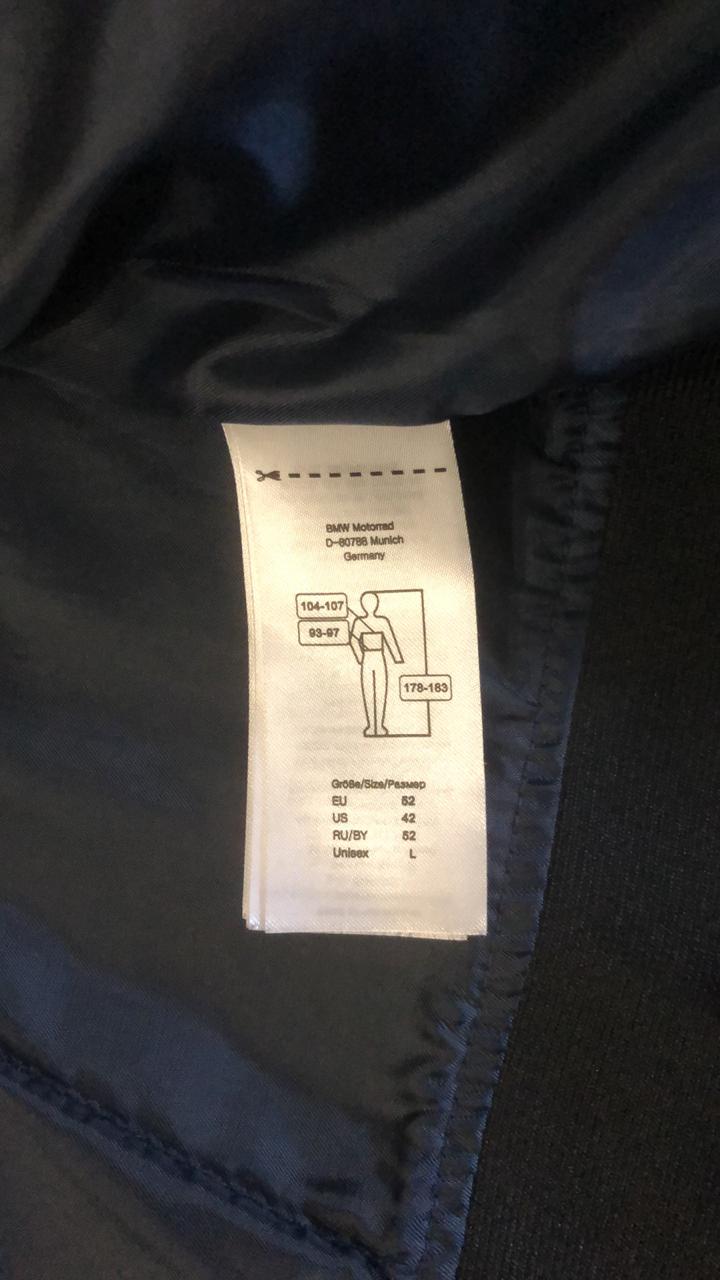 BMW Motorrad
D-80788 Munich
Germany
104-107
93-97
178-183
Größe/Size/Размер
EU 52
US 42
RU/BY 52
Unisex L